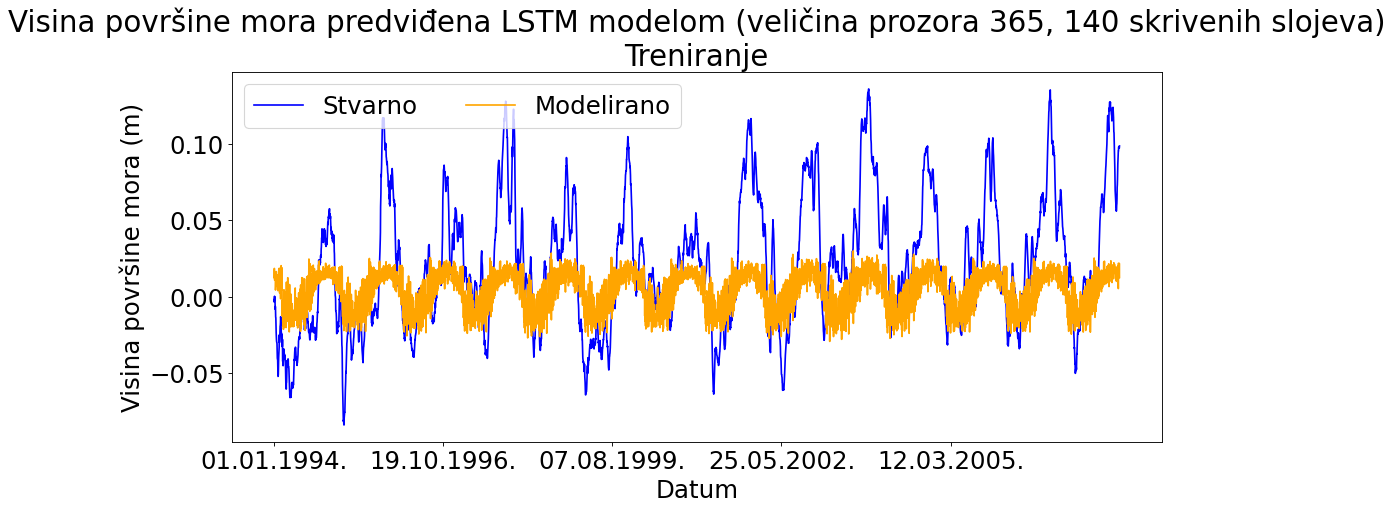 Visina površine mora predviđena LSTM modelom (veličina prozora 365, 140 skrivenih slojeva)
Treniranje
Stvarno Modelirano
Visina površine mora (m)
0.10
0.05
0.00
−0.05
01.01.1994. 19.10.1996. 07.08.1999. 25.05.2002. 12.03.2005.
Datum